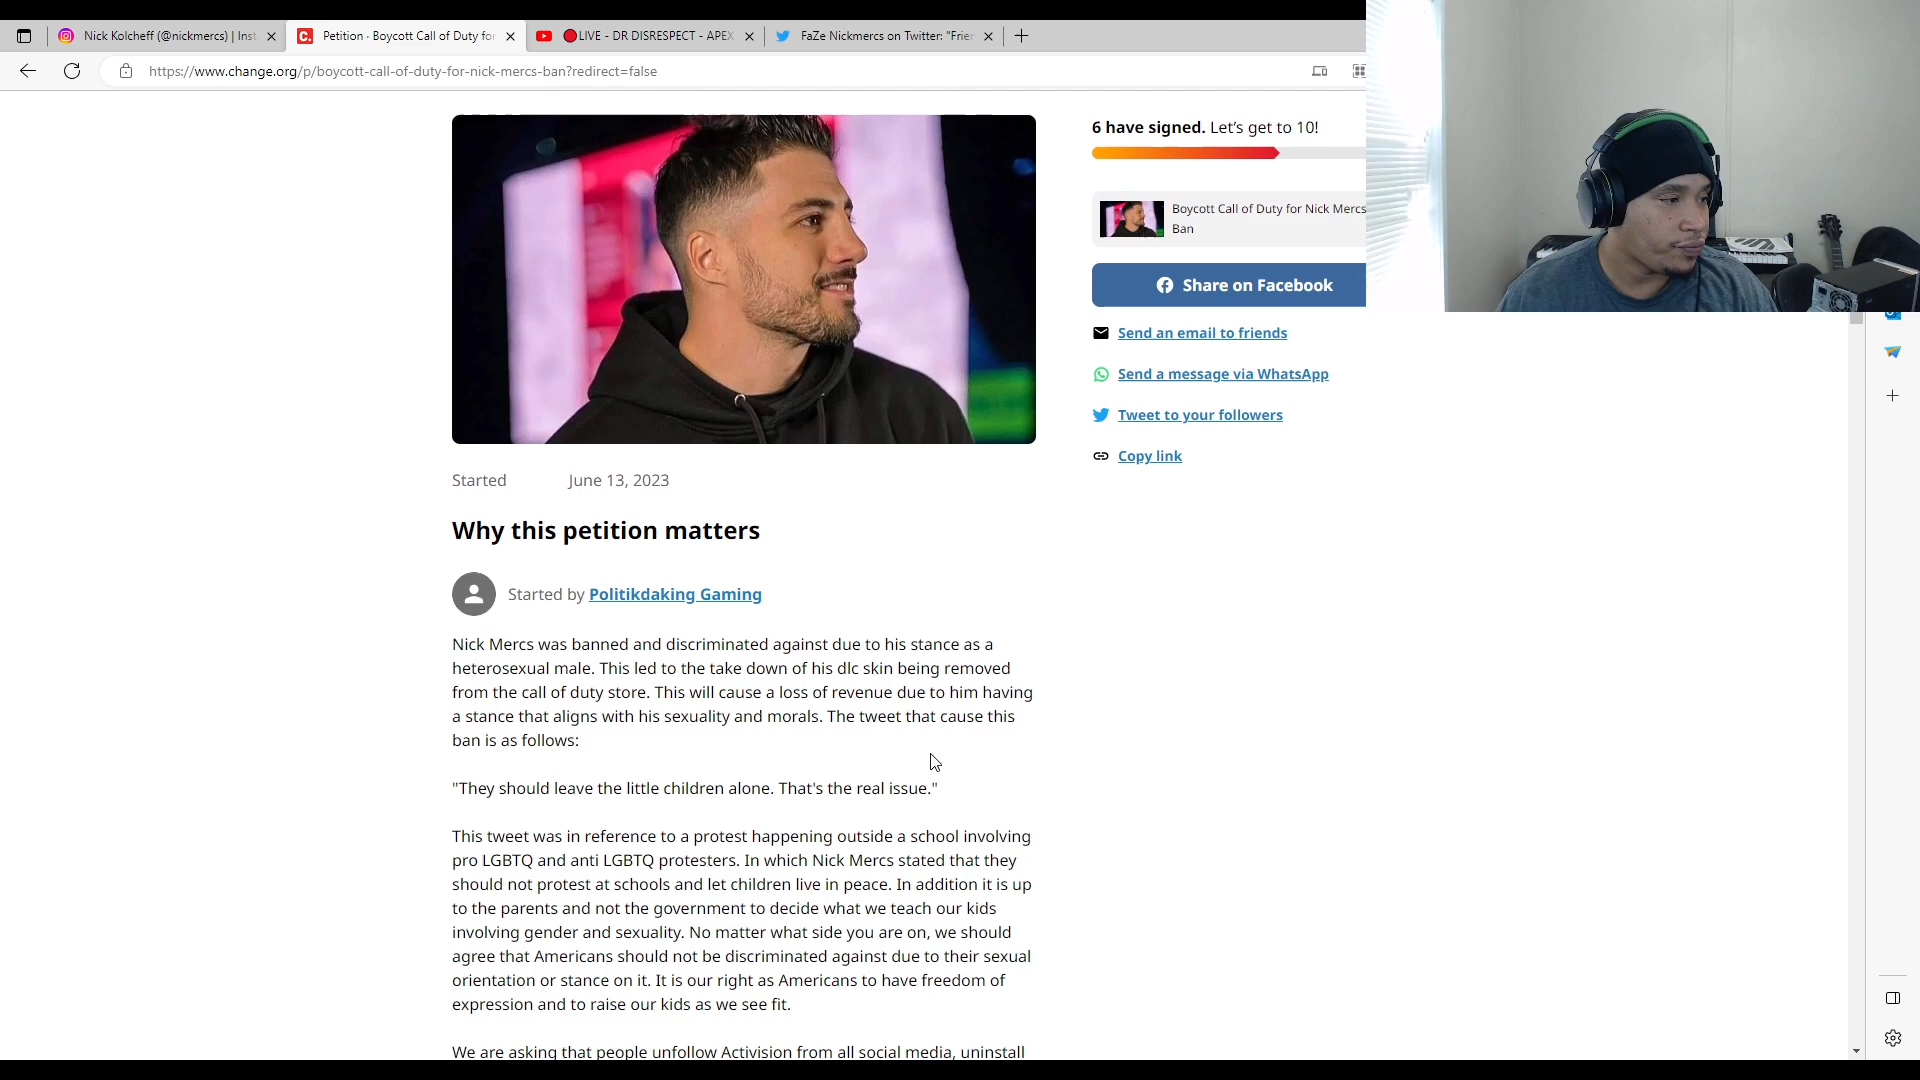 Nick Kolcheff (@nickmercs) | Inst
Petition · Boycott Call of Duty for
LIVE - DR DISRESPECT - APEX
FaZe Nickmercs on Twitter: "Frie
https://www.change.org/p/boycott-call-of-duty-for-nick-mercs-ban?redirect=false
6 have signed. Let's get to 10!
Boycott Call of Duty for Nick Mercs
Ban
Share on Facebook
Send an email to friends
Send a message via WhatsApp
Tweet to your followers
Copy link
Started June 13, 2023
Why this petition matters
Started by Politikdaking Gaming
Nick Mercs was banned and discriminated against due to his stance as a
heterosexual male. This led to the take down of his dlc skin being removed
from the call of duty store. This will cause a loss of revenue due to him having
a stance that aligns with his sexuality and morals. The tweet that cause this
ban is as follows:
"They should leave the little children alone. That's the real issue."
This tweet was in reference to a protest happening outside a school involving
pro LGBTQ and anti LGBTQ protesters. In which Nick Mercs stated that they
should not protest at schools and let children live in peace. In addition it is up
to the parents and not the government to decide what we teach our kids
involving gender and sexuality. No matter what side you are on, we should
agree that Americans should not be discriminated against due to their sexual
orientation or stance on it. It is our right as Americans to have freedom of
expression and to raise our kids as we see fit.
We are asking that people unfollow Activision from all social media, uninstall